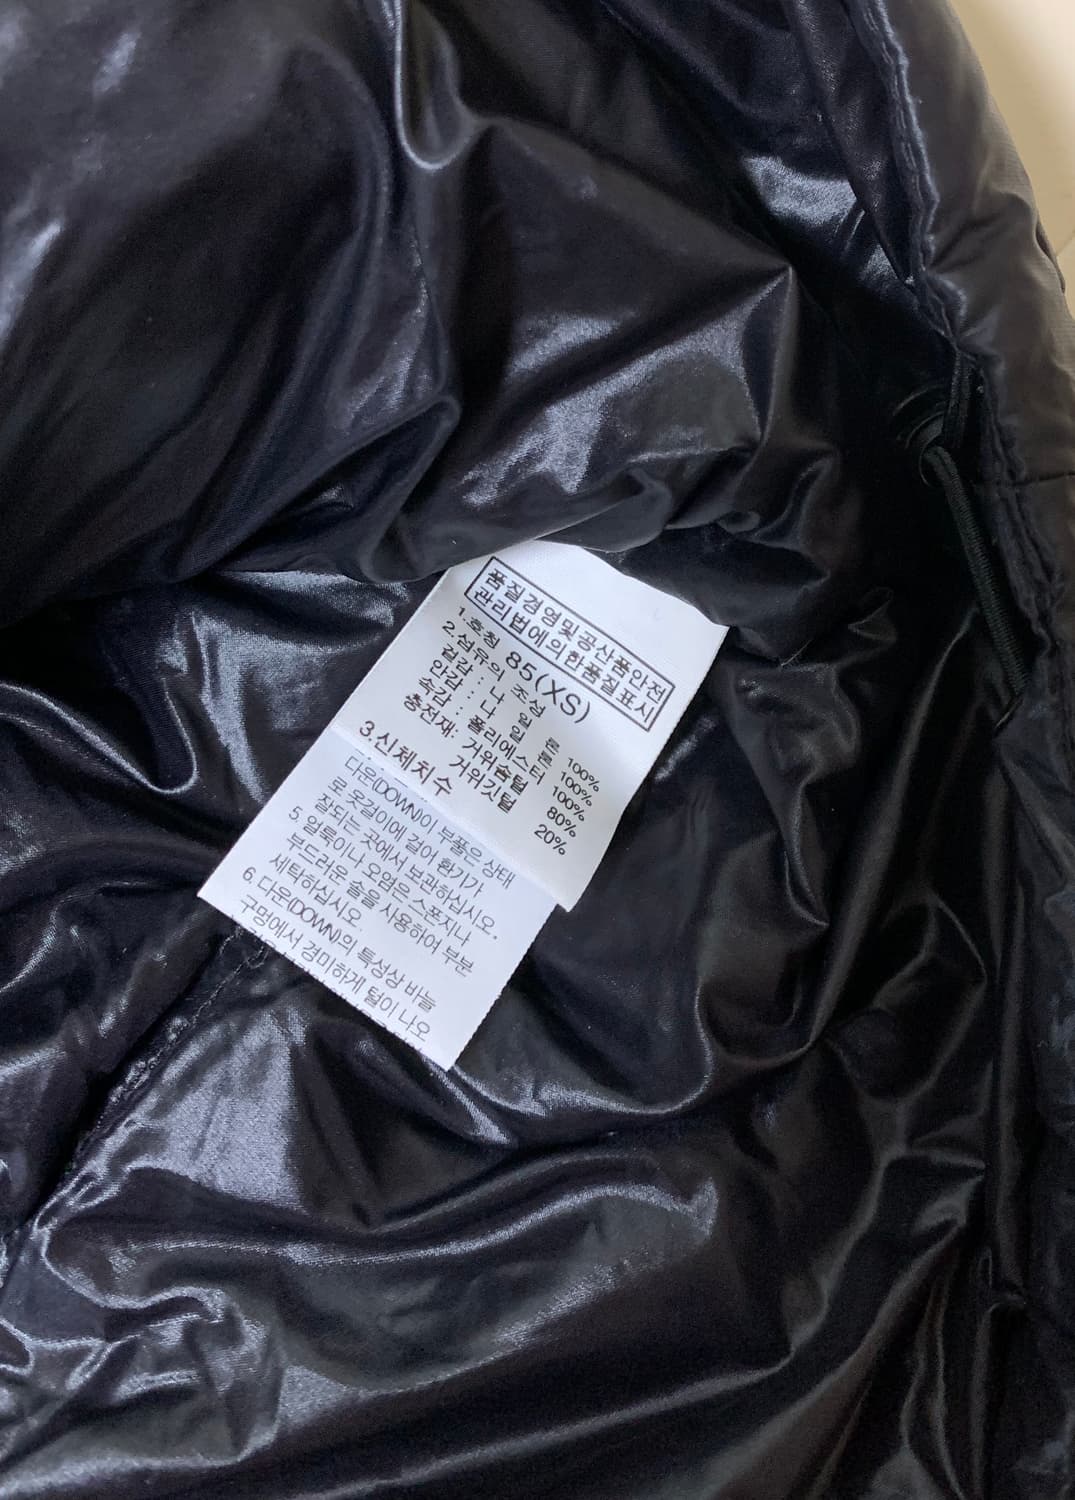 품질경영및공산품안전
관리법에의한품질표시
1.호칭 85(XS)
2.섬유의 조성
겉감 : 나 일 론 100%
안감 : 나 일 론 100%
속감 : 폴리에스터 100%
충전재: 거위솜털 80%
거위깃털 20%
3.신체치수
다운(DOWN)이 부풀은 상태
로 옷걸이에 걸어 환기가
잘되는 곳에서 보관하십시오.
5. 얼룩이나 오염은 스폰지나
부드러운 솔을 사용하여 부분
세탁하십시오.
6. 다운(DOWN)의 특성상 바늘
구멍에서 경미하게 털이 나오